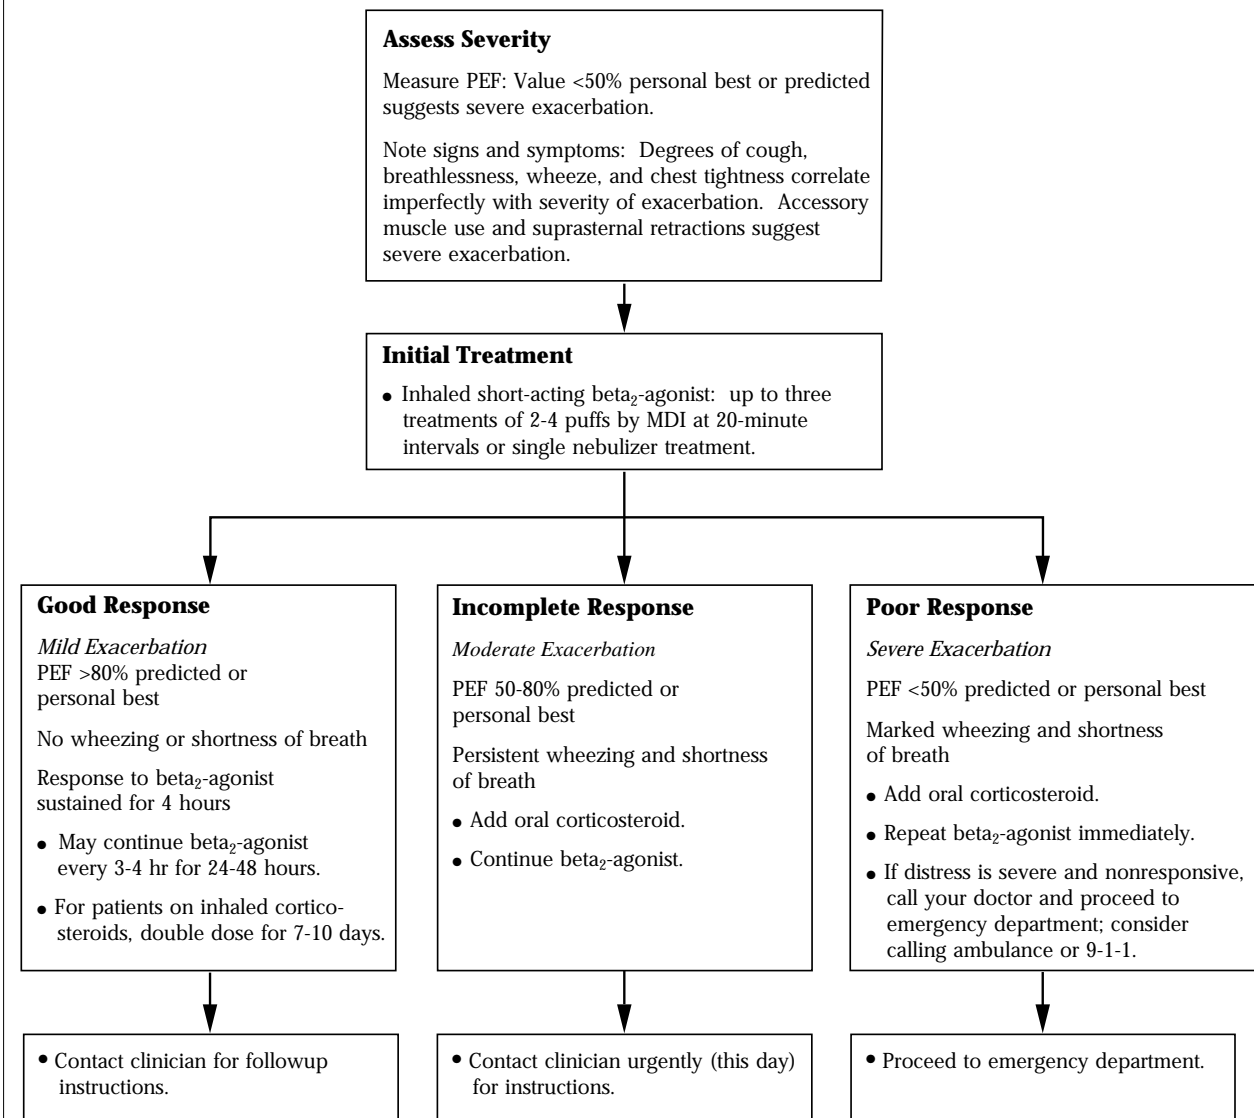 Assess Severity
Measure PEF: Value <50% personal best or predicted
suggests severe exacerbation.
Note signs and symptoms: Degrees of cough,
breathlessness, wheeze, and chest tightness correlate
imperfectly with severity of exacerbation. Accessory
muscle use and suprasternal retractions suggest
severe exacerbation.
Initial Treatment
• Inhaled short-acting beta₂-agonist: up to three
treatments of 2-4 puffs by MDI at 20-minute
intervals or single nebulizer treatment.
Good Response
Mild Exacerbation
PEF >80% predicted or
personal best
No wheezing or shortness of breath
Response to beta₂-agonist
sustained for 4 hours
• May continue beta₂-agonist
every 3-4 hr for 24-48 hours.
• For patients on inhaled cortico-
steroids, double dose for 7-10 days.
• Contact clinician for followup
instructions.
Incomplete Response
Moderate Exacerbation
PEF 50-80% predicted or
personal best
Persistent wheezing and shortness
of breath
• Add oral corticosteroid.
• Continue beta₂-agonist.
• Contact clinician urgently (this day)
for instructions.
Poor Response
Severe Exacerbation
PEF <50% predicted or personal best
Marked wheezing and shortness
of breath
• Add oral corticosteroid.
• Repeat beta₂-agonist immediately.
• If distress is severe and nonresponsive,
call your doctor and proceed to
emergency department; consider
calling ambulance or 9-1-1.
• Proceed to emergency department.